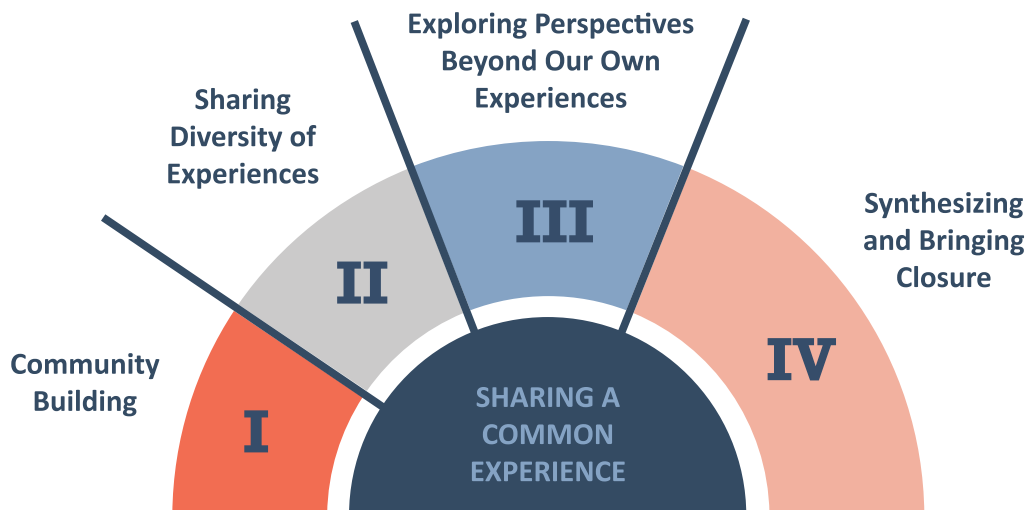 Community
Building
I
Sharing
Diversity of
Experiences
II
Exploring Perspectives
Beyond Our Own
Experiences
III
Synthesizing
and Bringing
Closure
IV
SHARING A
COMMON
EXPERIENCE